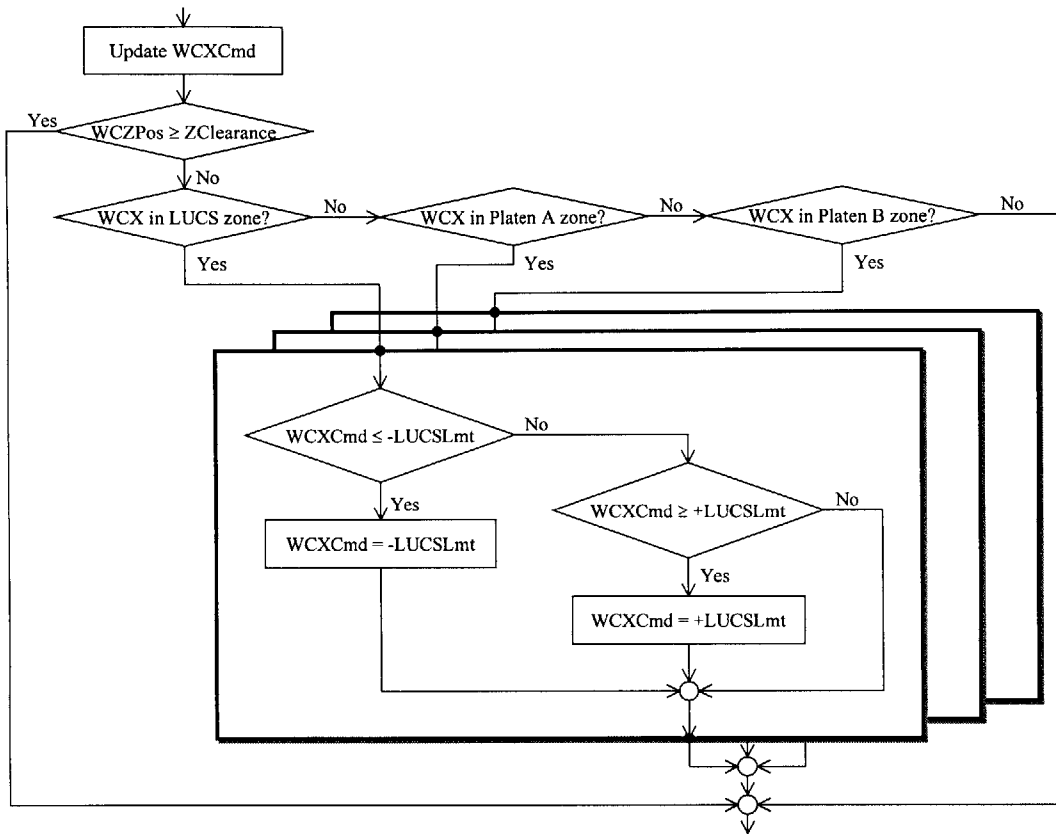 Update WCXCmd
Yes
WCZPos ≥ ZClearance
No
WCX in LUCS zone?
No
WCX in Platen A zone?
No
WCX in Platen B zone?
No
Yes
Yes
Yes
WCXCmd ≤ -LUCSLmt
No
Yes
WCXCmd ≥ +LUCSLmt
No
WCXCmd = -LUCSLmt
Yes
WCXCmd = +LUCSLmt